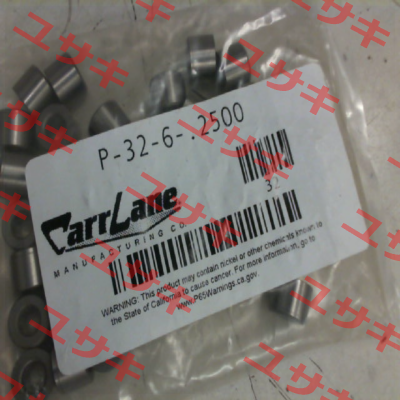 P-32-6-.2500
32
Carr Lane
MANUFACTURING CO.
WARNING: This product may contain nickel or other chemicals known to
the State of California to cause cancer. For more information, go to
www.P65Warnings.ca.gov
ユサキ
ユサキ
ユサキ
ユサキ
ユサキ
ユサキ
ユサキ